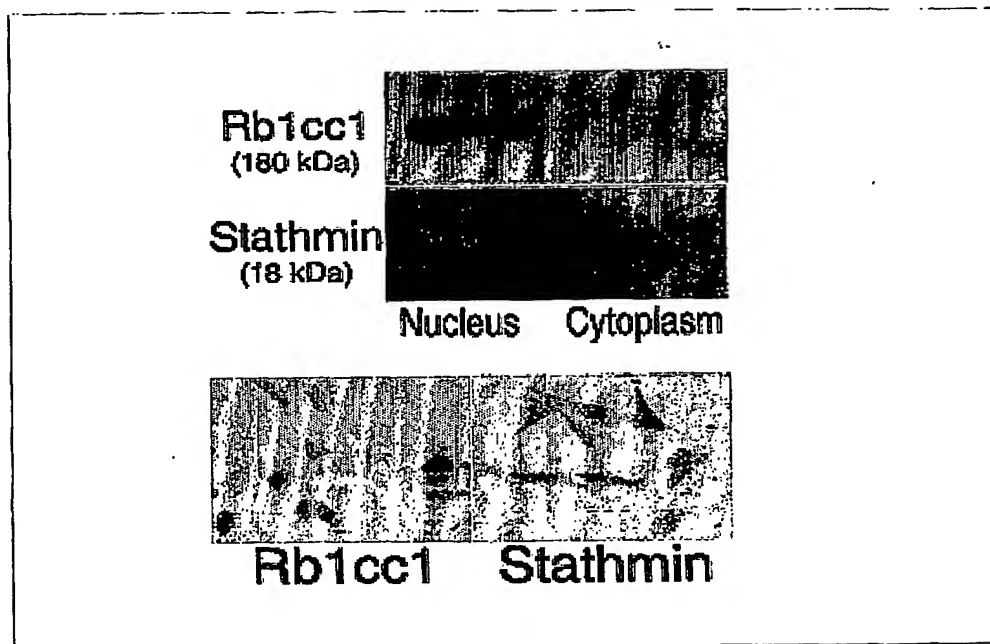 Rb1cc1
(180 kDa)
Stathmin
(18 kDa)
Nucleus Cytoplasm
Rb1cc1 Stathmin